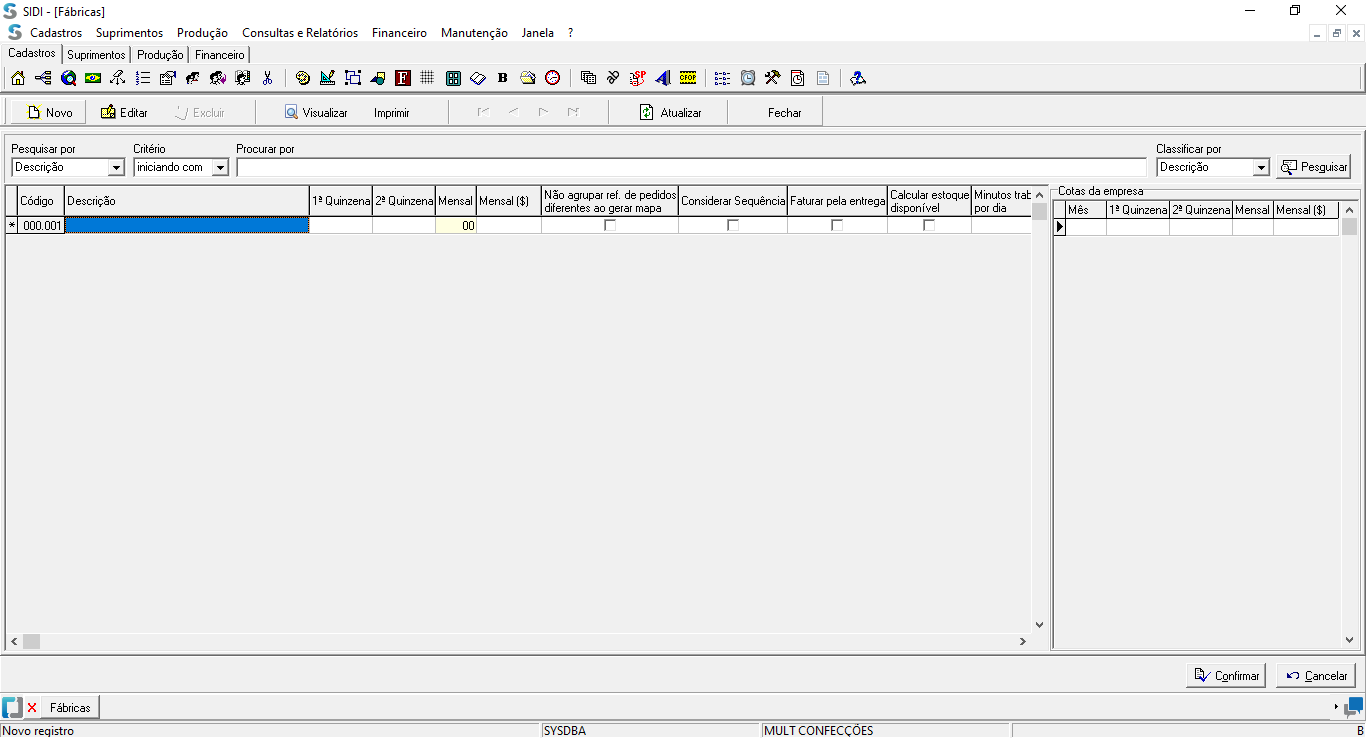 SIDI - [Fábricas]
Cadastros Suprimentos Produção Consultas e Relatórios Financeiro Manutenção Janela ?
Cadastros Suprimentos Produção Financeiro
F B SP CFOP
Novo Editar Excluir Visualizar Imprimir Atualizar Fechar
Pesquisar por Critério Procurar por Classificar por
Descrição iniciando com Descrição Pesquisar
Cotas da empresa
Código Descrição 1ª Quinzena 2ª Quinzena Mensal Mensal ($) Não agrupar ref. de pedidos diferentes ao gerar mapa Considerar Sequência Faturar pela entrega Calcular estoque disponível Minutos trab por dia
Mês 1ª Quinzena 2ª Quinzena Mensal Mensal ($)
* 000.001 00
Confirmar Cancelar
Fábricas
Novo registro SYSDBA MULT CONFECÇÕES B